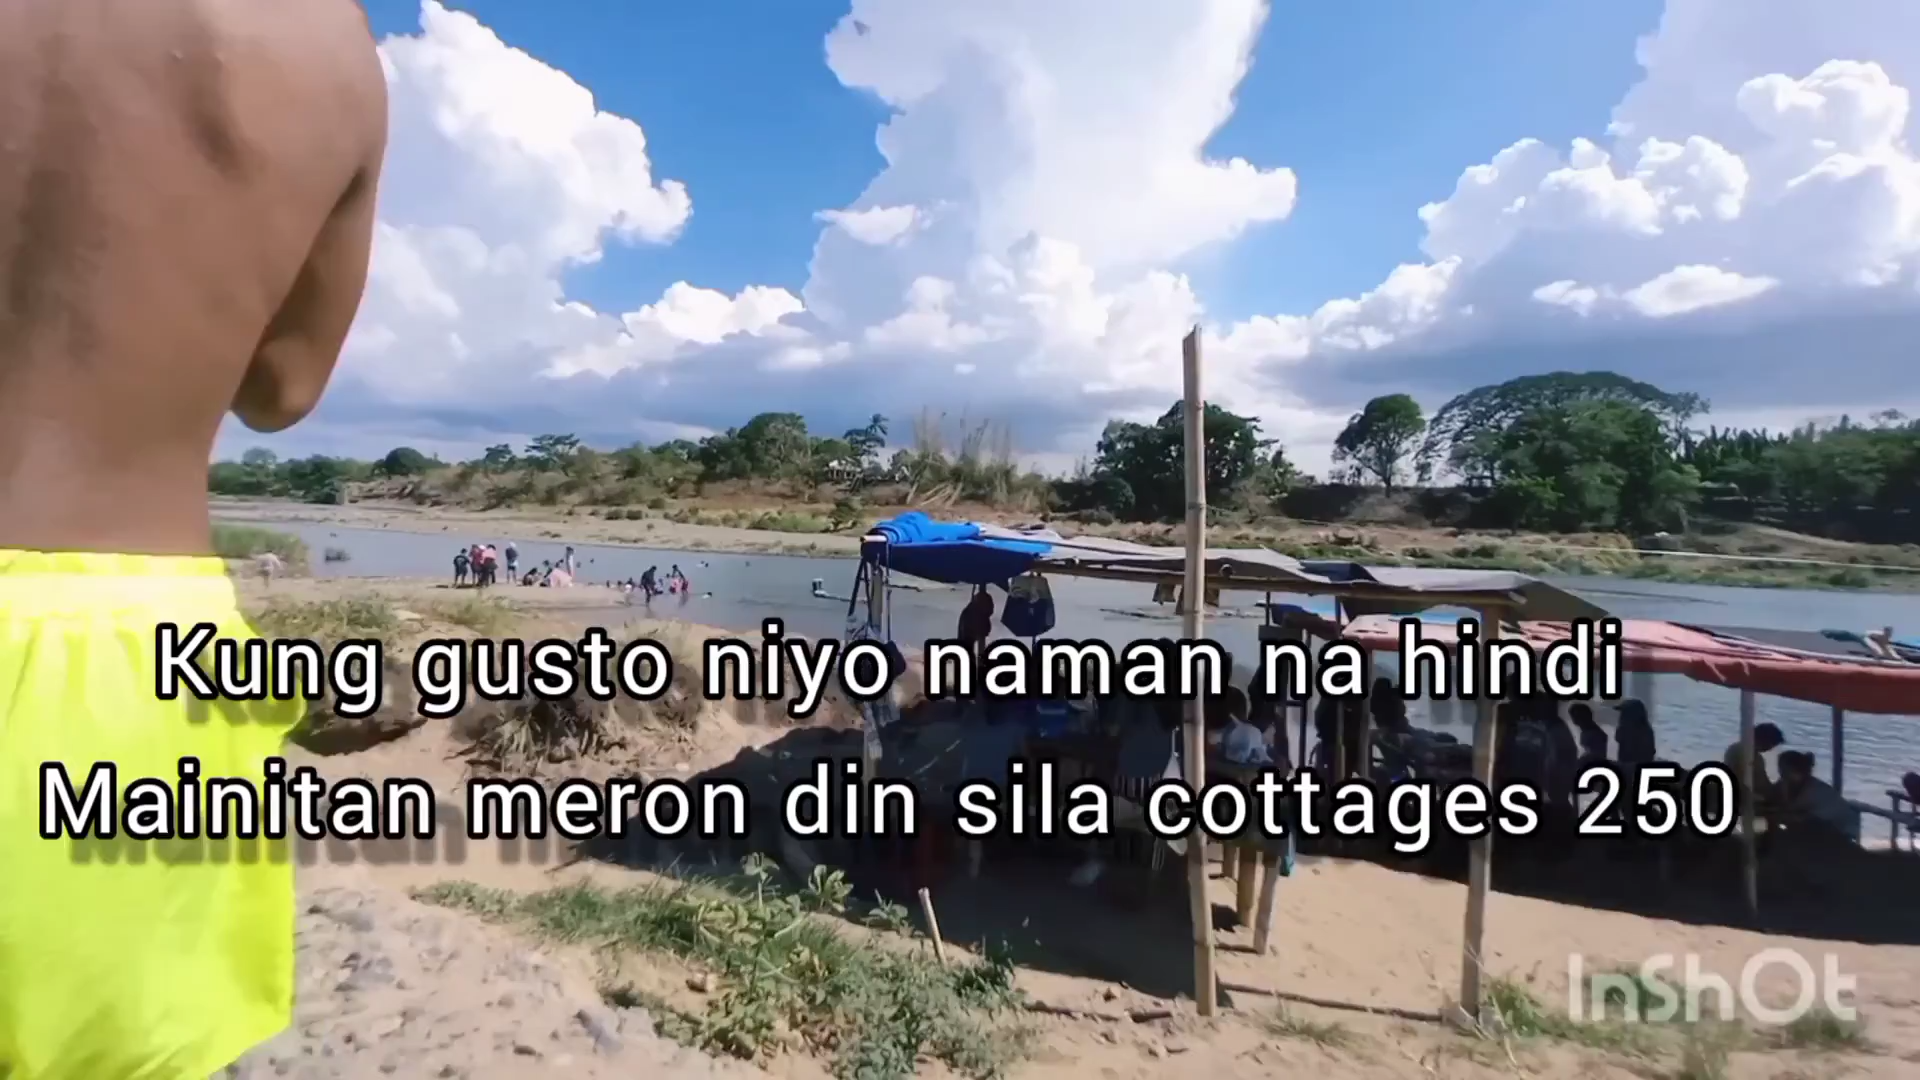 Kung gusto niyo naman na hindi
Mainitan meron din sila cottages 250
InShOt